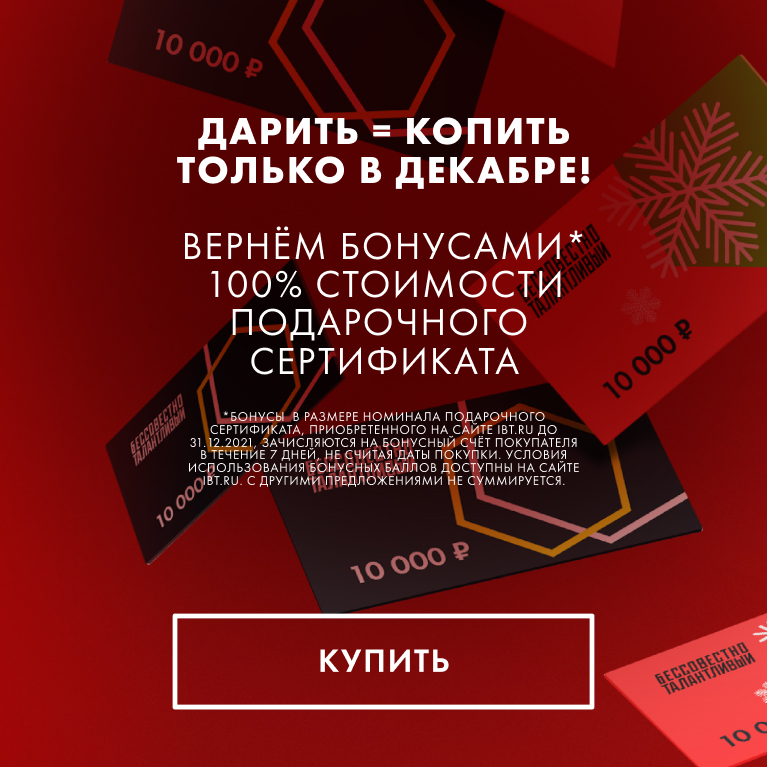 10 000 ₽
ДАРИТЬ = КОПИТЬ
ТОЛЬКО В ДЕКАБРЕ!
ВЕРНЁМ БОНУСАМИ*
100% СТОИМОСТИ
ПОДАРОЧНОГО
СЕРТИФИКАТА
БЕССОВЕСТНО
ТАЛАНТЛИВЫЙ
10 000 ₽
*БОНУСЫ В РАЗМЕРЕ НОМИНАЛА ПОДАРОЧНОГО
СЕРТИФИКАТА, ПРИОБРЕТЕННОГО НА САЙТЕ IBT.RU ДО
31.12.2021, ЗАЧИСЛЯЮТСЯ НА БОНУСНЫЙ СЧЁТ ПОКУПАТЕЛЯ
В ТЕЧЕНИЕ 7 ДНЕЙ, НЕ СЧИТАЯ ДАТЫ ПОКУПКИ. УСЛОВИЯ
ИСПОЛЬЗОВАНИЯ БОНУСНЫХ БАЛЛОВ ДОСТУПНЫ НА САЙТЕ
IBT.RU. С ДРУГИМИ ПРЕДЛОЖЕНИЯМИ НЕ СУММИРУЕТСЯ.
БЕССОВЕСТНО
ТАЛАНТЛИВЫЙ
10 000 ₽
10 000 ₽
КУПИТЬ
БЕССОВЕСТНО
ТАЛАНТЛИВЫЙ